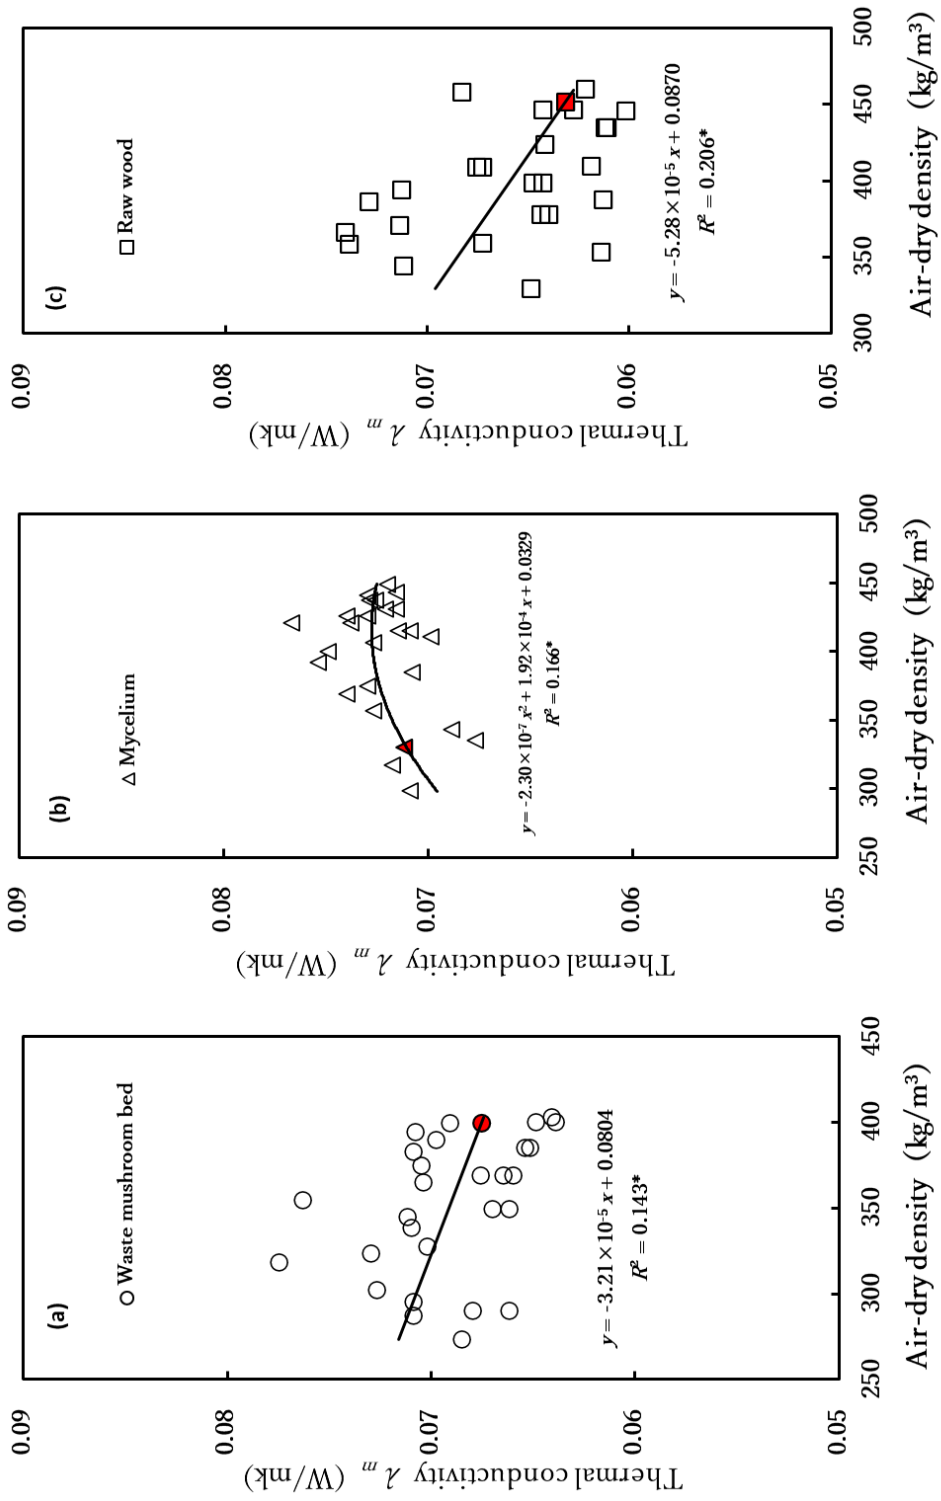 (a)
Waste mushroom bed
0.09
0.08
0.07
0.06
0.05
Thermal conductivity λm (W/mk)
y = -3.21×10-5 x + 0.0804
R² = 0.143*
250
300
350
400
450
Air-dry density (kg/m³)
(b)
Mycelium
0.09
0.08
0.07
0.06
0.05
Thermal conductivity λm (W/mk)
y = -2.30×10-7 x² + 1.92×10-4 x + 0.0329
R² = 0.166*
250
300
350
400
450
500
Air-dry density (kg/m³)
(c)
Raw wood
0.09
0.08
0.07
0.06
0.05
Thermal conductivity λm (W/mk)
y = -5.28×10-5 x + 0.0870
R² = 0.206*
300
350
400
450
500
Air-dry density (kg/m³)